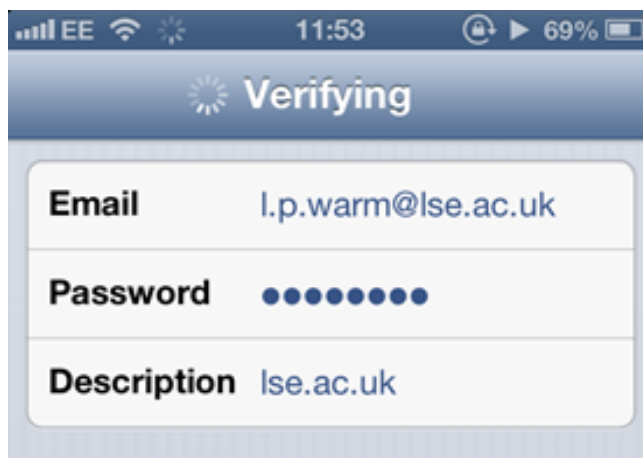 EE 11:53 69%
Verifying
Email l.p.warm@lse.ac.uk
Password ••••••••
Description lse.ac.uk